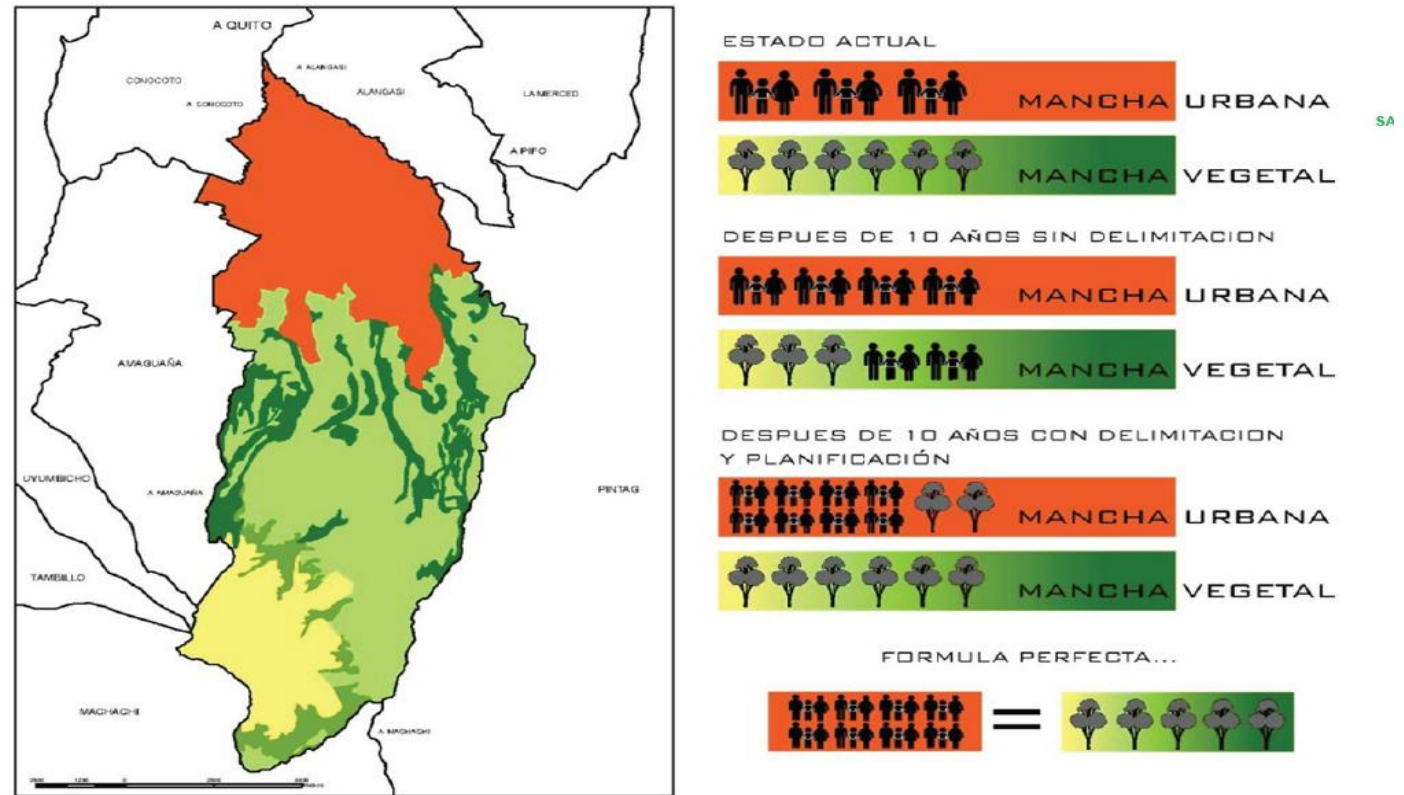 A QUITO
A. ALANGASI
CONOCOTO
ALANGASI
LA MERCED
A. CONOCOTO
A PIFO
AMAGUAÑA
UYUMBICHO
A. AMAGUAÑA
PINTAG
TAMBILLO
MACHACHI
A. MACHACHI
ESTADO ACTUAL
MANCHA URBANA
SA
MANCHA VEGETAL
DESPUES DE 10 AÑOS SIN DELIMITACION
MANCHA URBANA
MANCHA VEGETAL
DESPUES DE 10 AÑOS CON DELIMITACION
Y PLANIFICACIÓN
MANCHA URBANA
MANCHA VEGETAL
FORMULA PERFECTA...
=